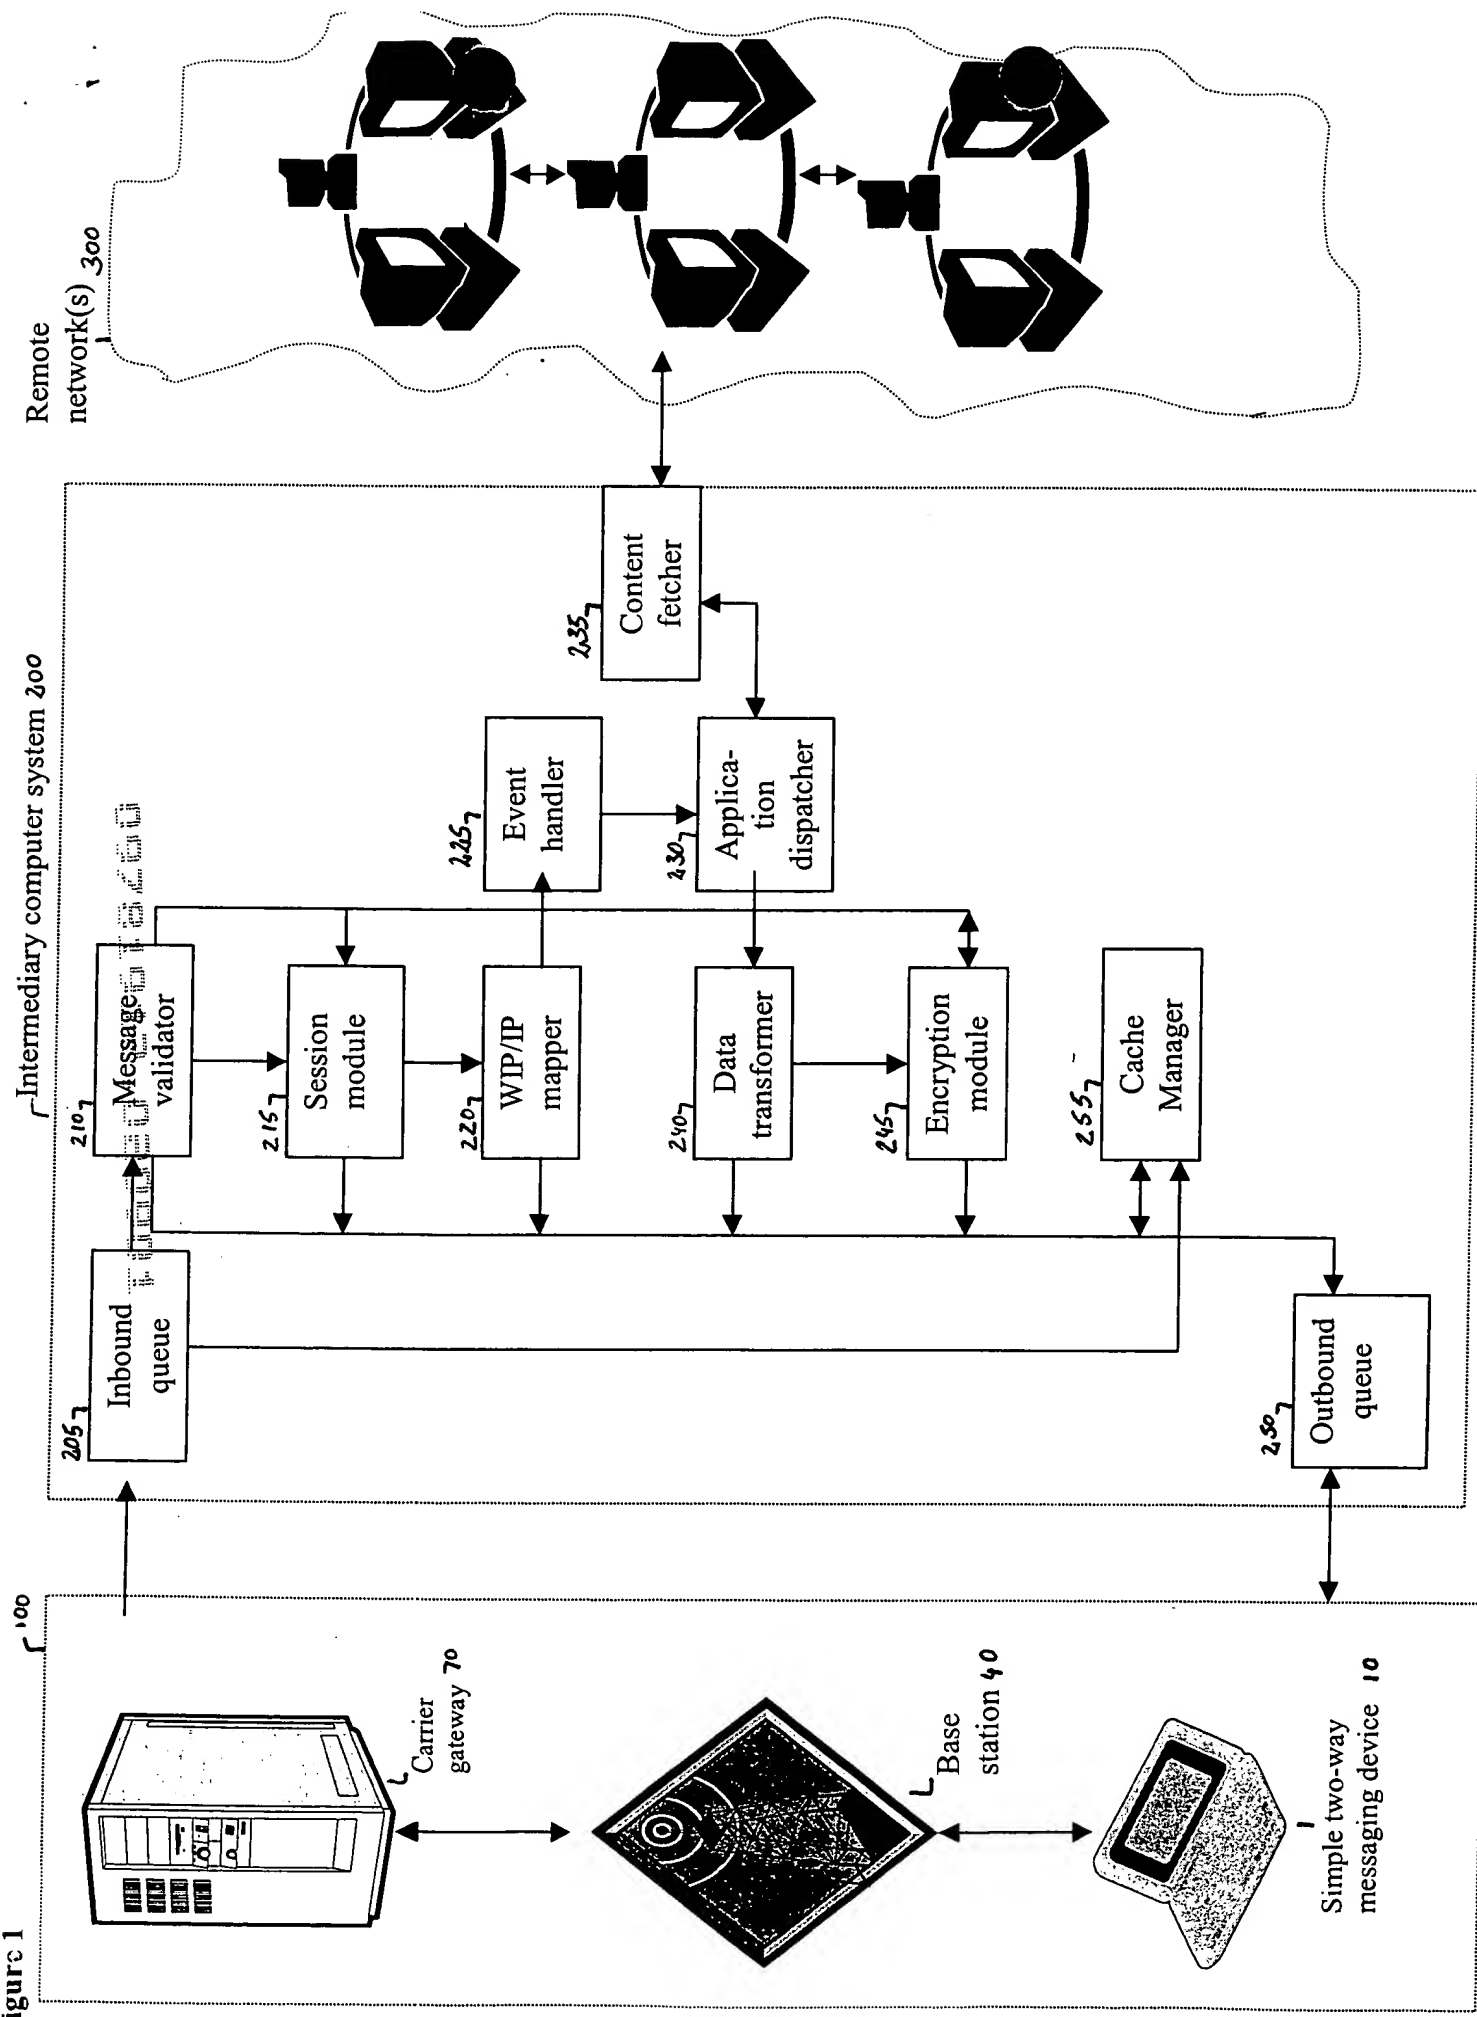 Figure 1
100
Carrier
gateway 70
Base
station 40
Simple two-way
messaging device 10
Intermediary computer system 200
205
Inbound
queue
210
Message
validator
215
Session
module
220
WIP/IP
mapper
225
Event
handler
230
Applica-
tion
dispatcher
235
Content
fetcher
240
Data
transformer
245
Encryption
module
255
Cache
Manager
250
Outbound
queue
Remote
network(s) 300